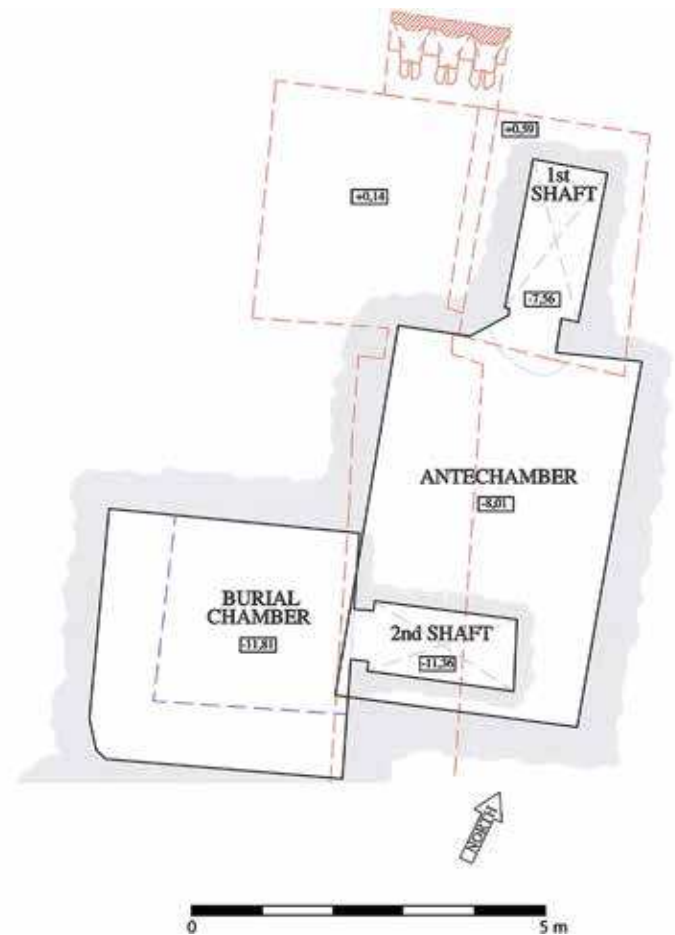 +0,59
1st
SHAFT
+0,14
-7,56
ANTECHAMBER
-8,01
BURIAL
CHAMBER
-11,81
2nd SHAFT
-11,36
NORTH
0
5 m